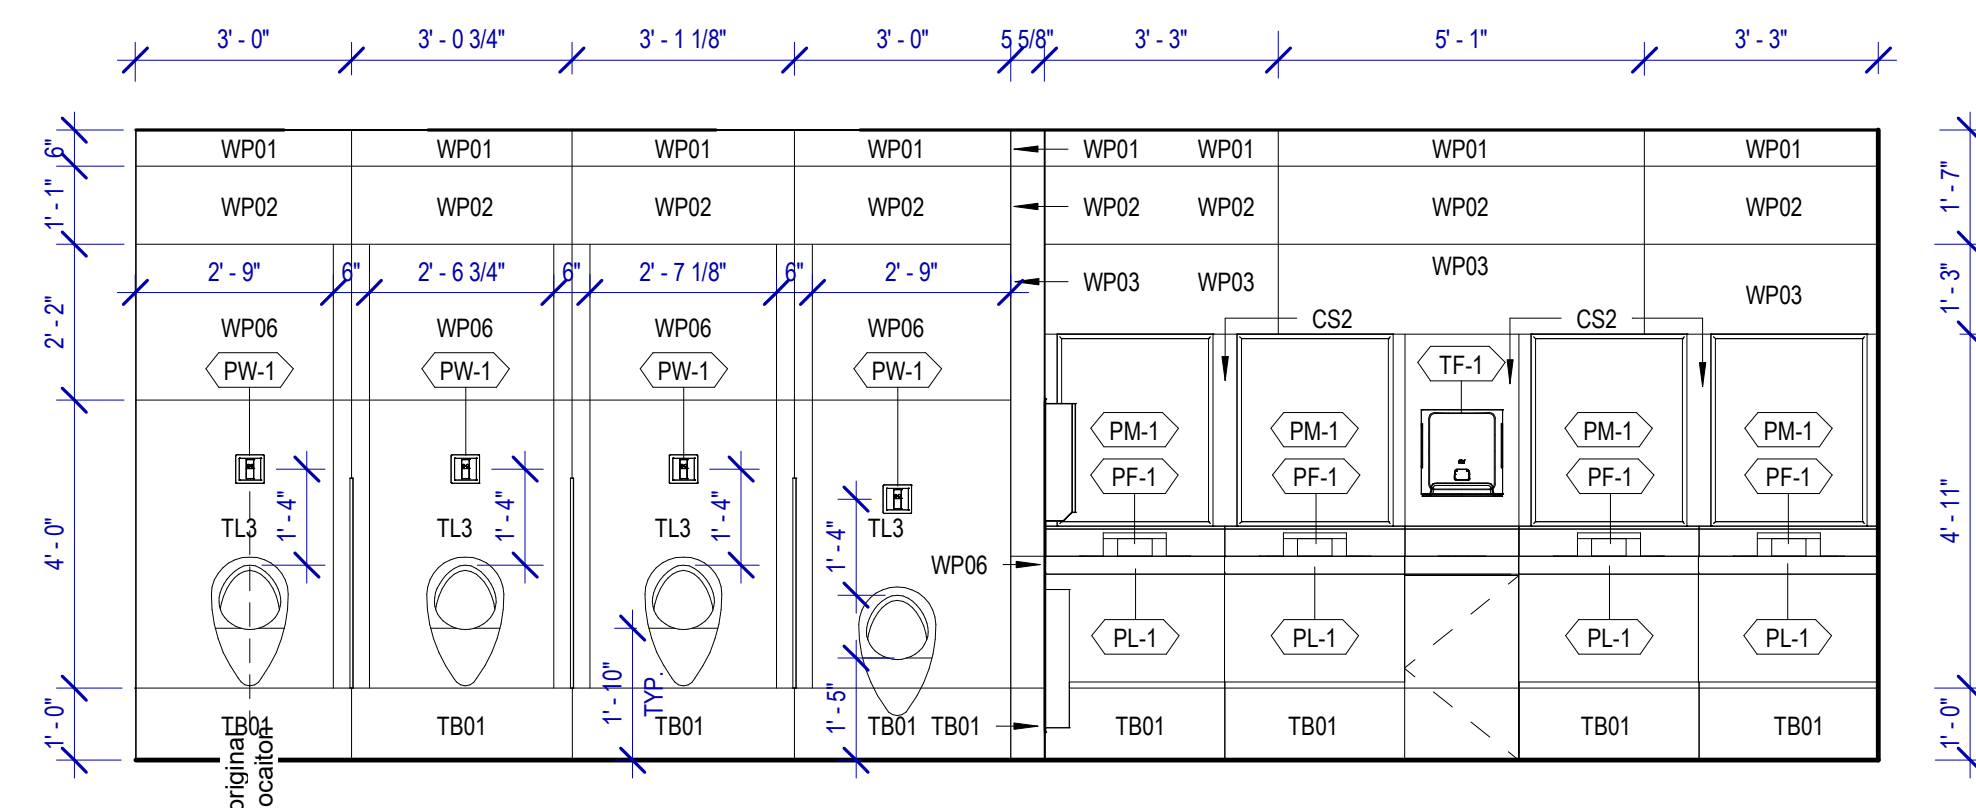 3' - 0" 3' - 0 3/4" 3' - 1 1/8" 3' - 0" 5 5/8" 3' - 3" 5' - 1" 3' - 3"
6" WP01 WP01 WP01 WP01 WP01 WP01 WP01 WP01
1' - 1" WP02 WP02 WP02 WP02 WP02 WP02 WP02 WP02 1' - 7"
2' - 9" 6" 2' - 6 3/4" 6" 2' - 7 1/8" 6" 2' - 9" WP03 WP03 WP03 WP03 1' - 3"
2' - 2" WP06 WP06 WP06 WP06 CS2 CS2
PW-1 PW-1 PW-1 PW-1 TF-1
PM-1 PM-1 PM-1 PM-1
PF-1 PF-1 PF-1 PF-1
4' - 0" TL3 1' - 4" TL3 1' - 4" TL3 1' - 4" 1' - 4" TL3 4' - 11"
WP06
PL-1 PL-1 PL-1 PL-1
1' - 10"
TYP.
1' - 5"
1' - 0" TB01 TB01 TB01 TB01 TB01 TB01 TB01 TB01 TB01 1' - 0"
original
ocaiton